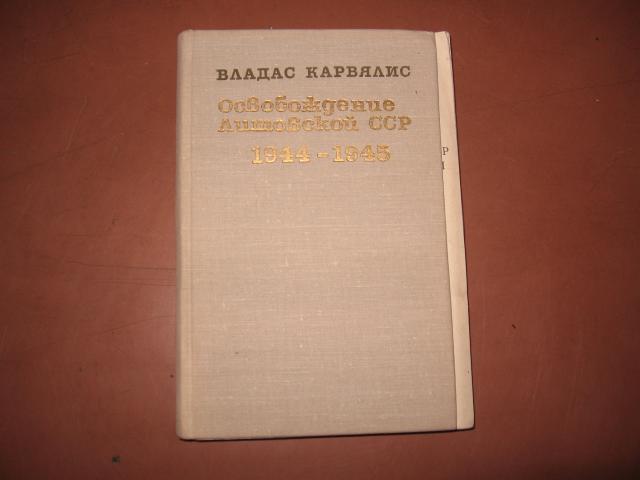 ВЛАДАС КАРВЯЛИС
Освобождение
Литовской ССР
1944-1945
Р